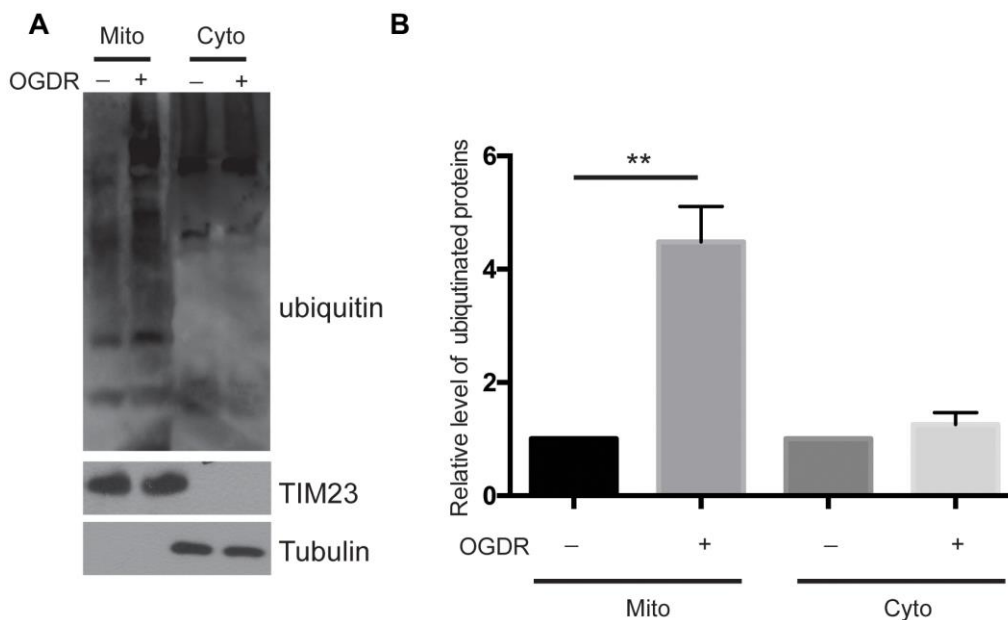 A
Mito Cyto
OGDR – + – +
ubiquitin
TIM23
Tubulin
B
Relative level of ubiqutinated proteins
6
4
2
0
**
OGDR – + – +
Mito Cyto